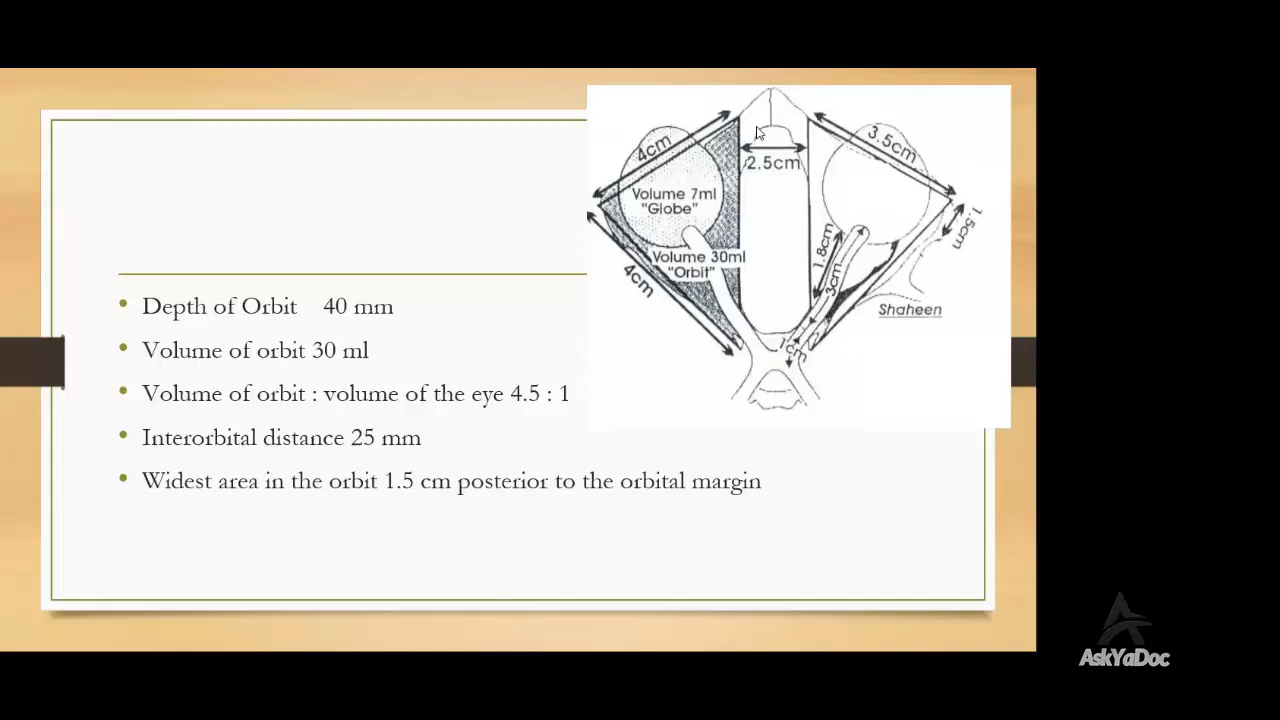 4cm
2.5cm
3.5cm
1.5cm
Volume 7ml
"Globe"
Volume 30ml
"Orbit"
4cm
1.8cm
3cm
1cm
Shaheen
• Depth of Orbit 40 mm
• Volume of orbit 30 ml
• Volume of orbit : volume of the eye 4.5 : 1
• Interorbital distance 25 mm
• Widest area in the orbit 1.5 cm posterior to the orbital margin
AskYaDoc